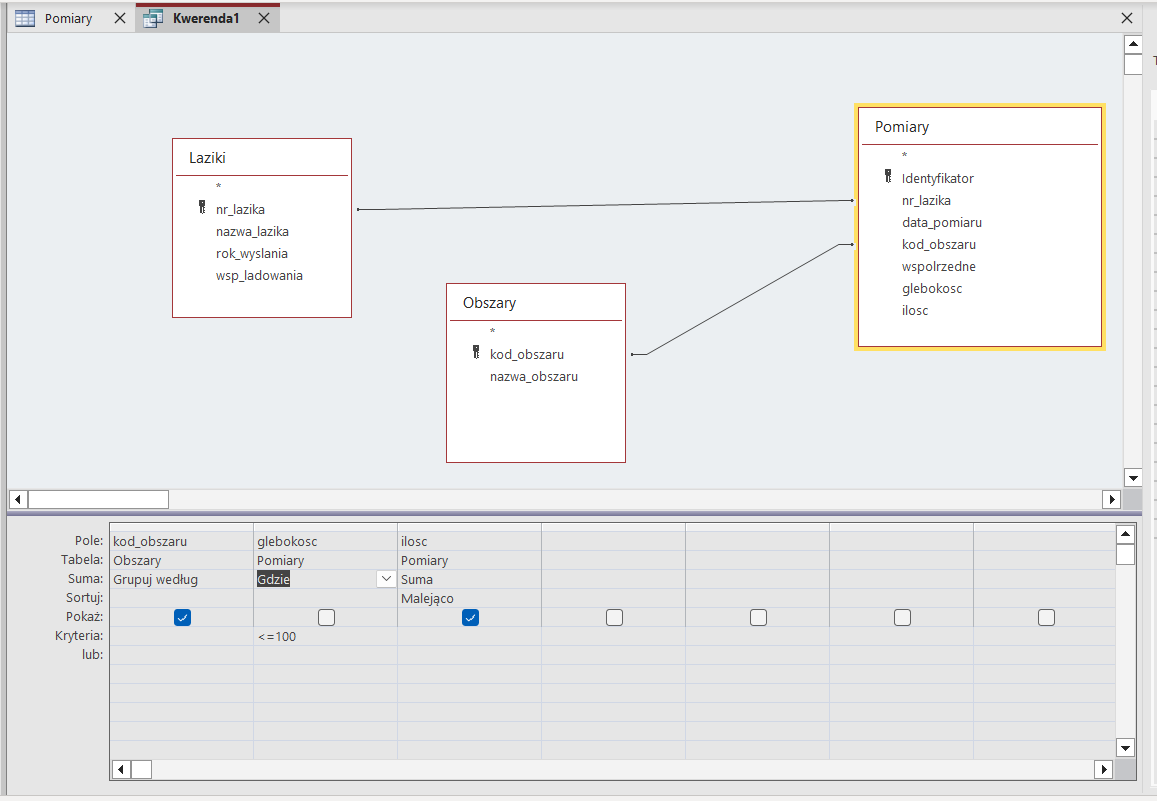 Pomiary Kwerenda1
Laziki
*
nr_lazika
nazwa_lazika
rok_wyslania
wsp_ladowania
Obszary
*
kod_obszaru
nazwa_obszaru
Pomiary
*
Identyfikator
nr_lazika
data_pomiaru
kod_obszaru
wspolrzedne
glebokosc
ilosc
Pole: kod_obszaru glebokosc ilosc
Tabela: Obszary Pomiary Pomiary
Suma: Grupuj według Gdzie Suma
Sortuj: Malejąco
Pokaż:
Kryteria: <=100
lub: